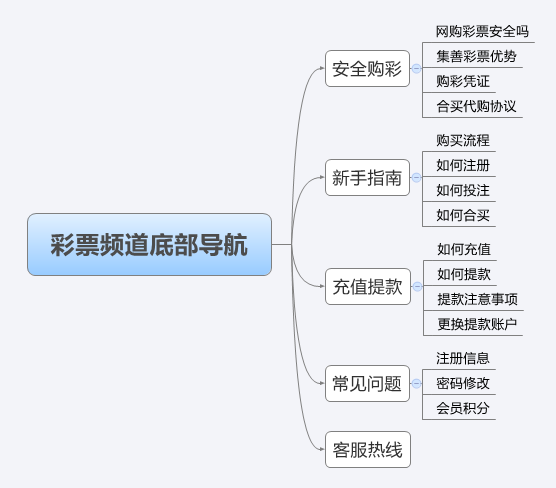 彩票频道底部导航
安全购彩
网购彩票安全吗
集善彩票优势
购彩凭证
合买代购协议
新手指南
购买流程
如何注册
如何投注
如何合买
充值提款
如何充值
如何提款
提款注意事项
更换提款账户
常见问题
注册信息
密码修改
会员积分
客服热线